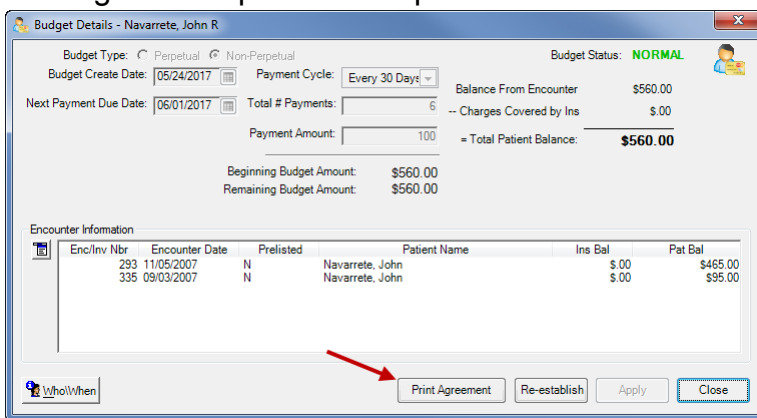 Budget Details - Navarrete, John R
Budget Type: Perpetual Non-Perpetual Budget Status: NORMAL
Budget Create Date: 05/24/2017 Payment Cycle: Every 30 Days
Balance From Encounter $560.00
Next Payment Due Date: 06/01/2017 Total # Payments: 6
-- Charges Covered by Ins $.00
Payment Amount: 100
= Total Patient Balance: $560.00
Beginning Budget Amount: $560.00
Remaining Budget Amount: $560.00
Encounter Information
Enc/Inv Nbr Encounter Date Prelisted Patient Name Ins Bal Pat Bal
293 11/05/2007 N Navarrete, John $.00 $465.00
335 09/03/2007 N Navarrete, John $.00 $95.00
Who\When Print Agreement Re-establish Apply Close